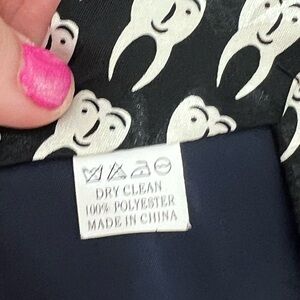 DRY CLEAN
100% POLYESTER
MADE IN CHINA